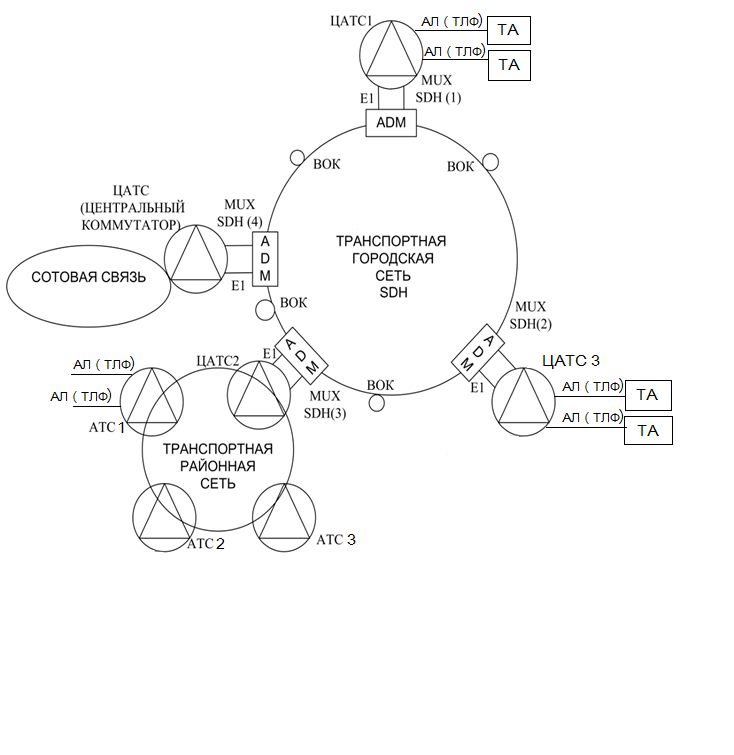 ЦАТС1
АЛ ( ТЛФ)
ТА
АЛ ( ТЛФ)
ТА
MUX
SDH (1)
E1
ADM
ВОК
ВОК
ЦАТС
(ЦЕНТРАЛЬНЫЙ
КОММУТАТОР)
MUX
SDH (4)
ADM
E1
СОТОВАЯ СВЯЗЬ
ТРАНСПОРТНАЯ
ГОРОДСКАЯ
СЕТЬ
SDH
ВОК
MUX
SDH(2)
ADM
E1
ЦАТС 3
АЛ ( ТЛФ)
ТА
АЛ ( ТЛФ)
ТА
ВОК
ADM
E1
ЦАТС2
MUX
SDH(3)
АЛ ( ТЛФ)
АЛ ( ТЛФ)
АТС 1
ТРАНСПОРТНАЯ
РАЙОННАЯ
СЕТЬ
АТС 2
АТС 3